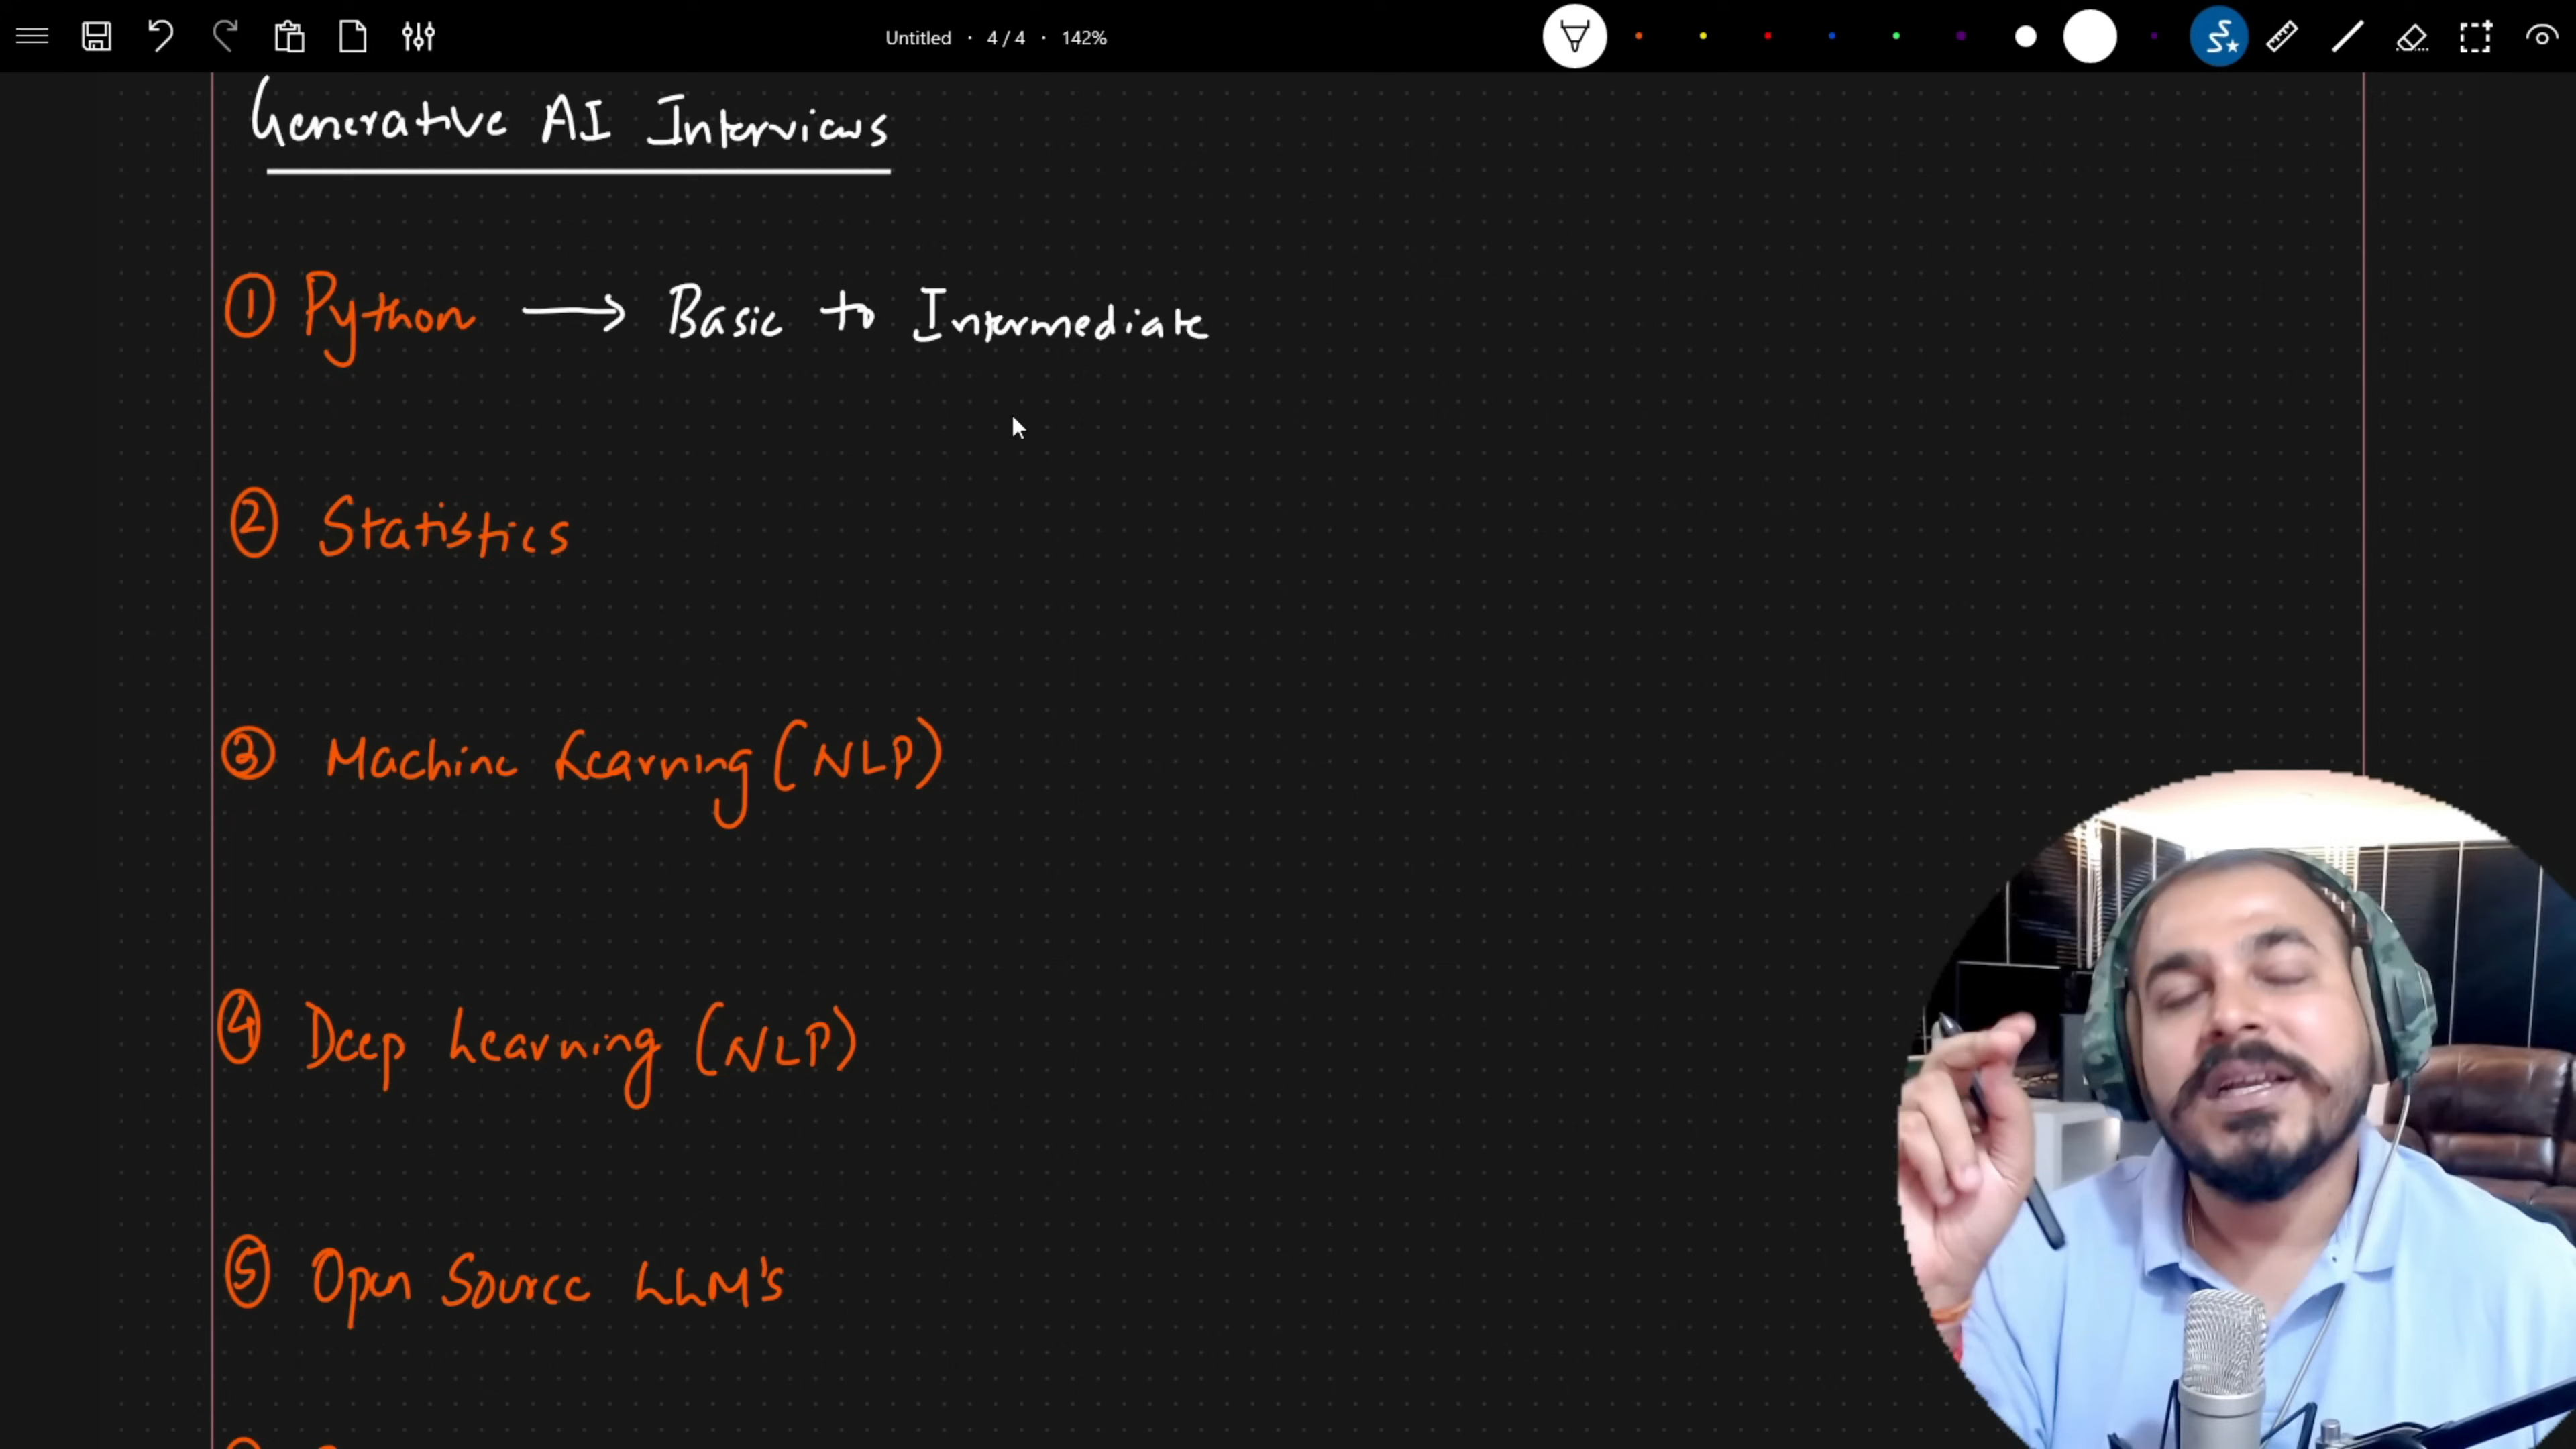 Untitled · 4 / 4 · 142%
Generative AI Interviews
① Python → Basic to Intermediate
② Statistics
③ Machine Learning (NLP)
④ Deep Learning (NLP)
⑤ Open Source LLM's